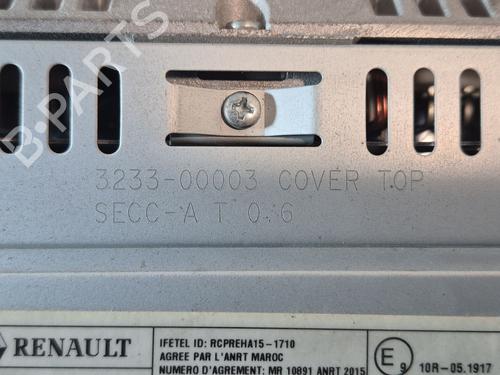 B-PARTS
3233-00003 COVER TOP
SECC-A T 0.6
RENAULT
IFETEL ID: RCPREHA15-1710
AGREE PAR L'ANRT MAROC
NUMERO D'AGREMENT: MR 10891 ANRT 2015
E 9
10R-05.1917